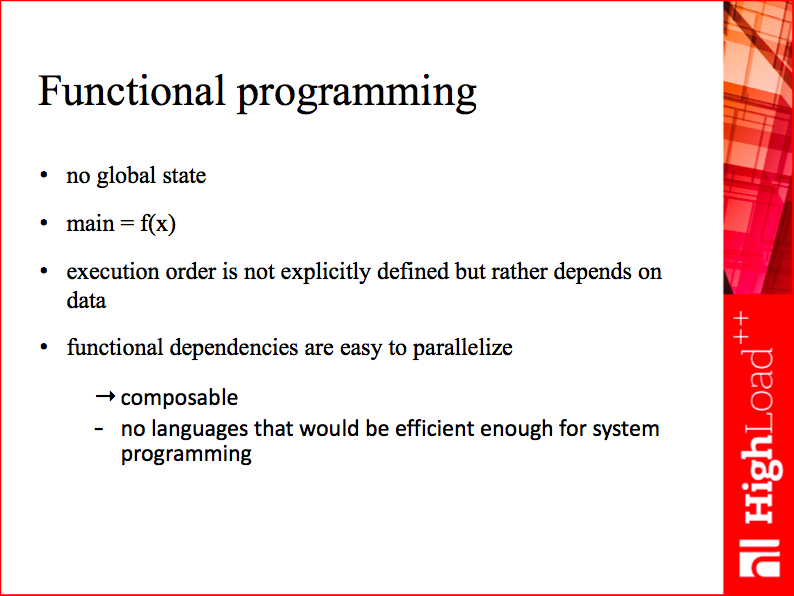 Functional programming
• no global state
• main = f(x)
• execution order is not explicitly defined but rather depends on
data
• functional dependencies are easy to parallelize
→ composable
- no languages that would be efficient enough for system
programming
HighLoad++